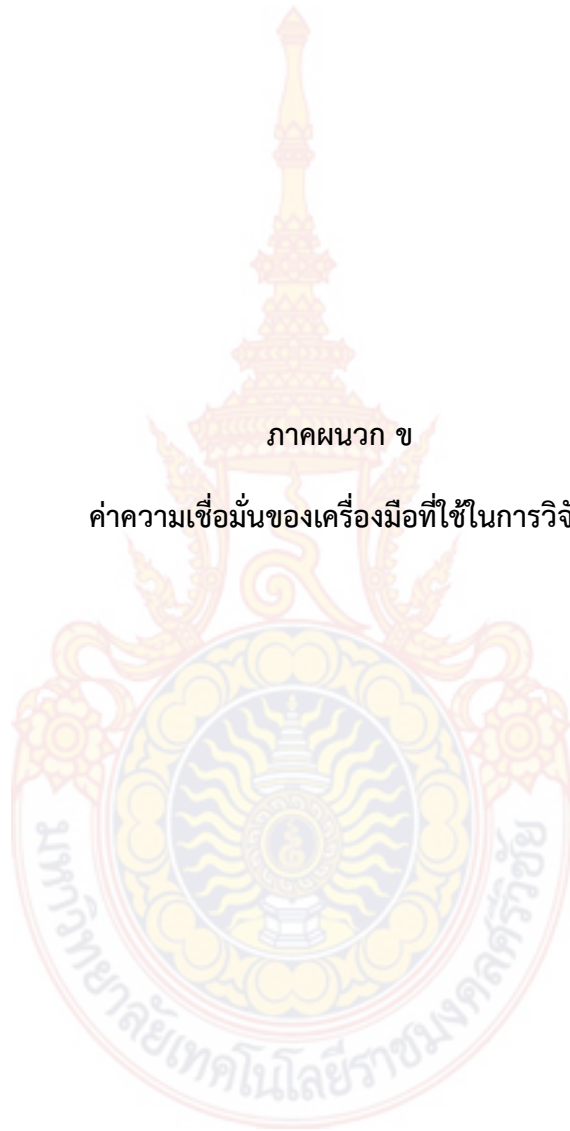 ภาคผนวก ข
ค่าความเชื่อมั่นของเครื่องมือที่ใช้ในการวิจั
มหาวิทยาลัยเทคโนโลยีราชมงคลศรีวิชัย